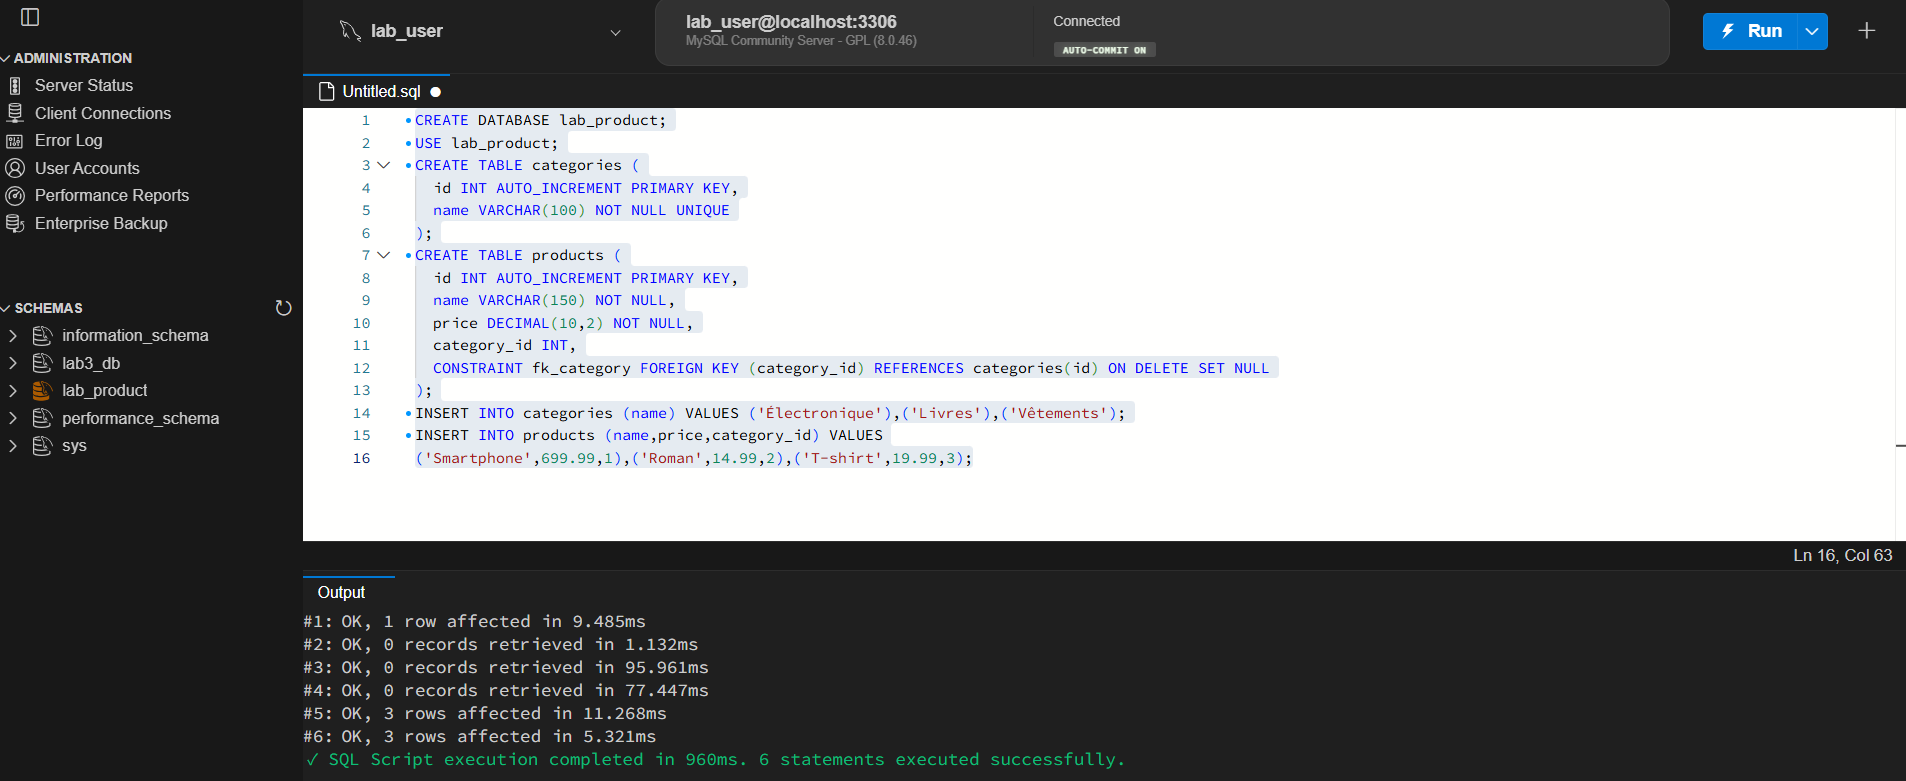 ADMINISTRATION
Server Status
Client Connections
Error Log
User Accounts
Performance Reports
Enterprise Backup
SCHEMAS
information_schema
lab3_db
lab_product
performance_schema
sys
lab_user
lab_user@localhost:3306
MySQL Community Server - GPL (8.0.46)
Connected
AUTO-COMMIT ON
Run
Untitled.sql
1 CREATE DATABASE lab_product;
2 USE lab_product;
3 CREATE TABLE categories (
4 id INT AUTO_INCREMENT PRIMARY KEY,
5 name VARCHAR(100) NOT NULL UNIQUE
6 );
7 CREATE TABLE products (
8 id INT AUTO_INCREMENT PRIMARY KEY,
9 name VARCHAR(150) NOT NULL,
10 price DECIMAL(10,2) NOT NULL,
11 category_id INT,
12 CONSTRAINT fk_category FOREIGN KEY (category_id) REFERENCES categories(id) ON DELETE SET NULL
13 );
14 INSERT INTO categories (name) VALUES ('Électronique'),('Livres'),('Vêtements');
15 INSERT INTO products (name,price,category_id) VALUES
16 ('Smartphone',699.99,1),('Roman',14.99,2),('T-shirt',19.99,3);
Ln 16, Col 63
Output
#1: OK, 1 row affected in 9.485ms
#2: OK, 0 records retrieved in 1.132ms
#3: OK, 0 records retrieved in 95.961ms
#4: OK, 0 records retrieved in 77.447ms
#5: OK, 3 rows affected in 11.268ms
#6: OK, 3 rows affected in 5.321ms
✓ SQL Script execution completed in 960ms. 6 statements executed successfully.